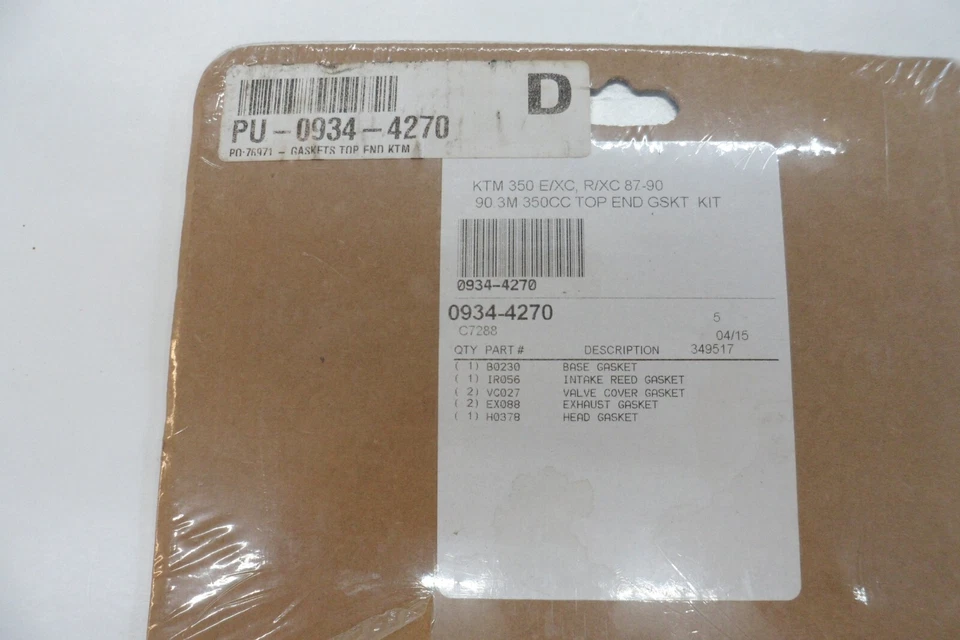 D
PU-0934-4270
PO-76971 - GASKETS TOP END KTM
KTM 350 E/XC, R/XC 87-90
90 3M 350CC TOP END GSKT KIT
0934-4270
0934-4270
5
C7288
04/15
QTY PART # DESCRIPTION 349517
( 1) B0230 BASE GASKET
( 1) IR056 INTAKE REED GASKET
( 2) VC027 VALVE COVER GASKET
( 2) EX088 EXHAUST GASKET
( 1) H0378 HEAD GASKET